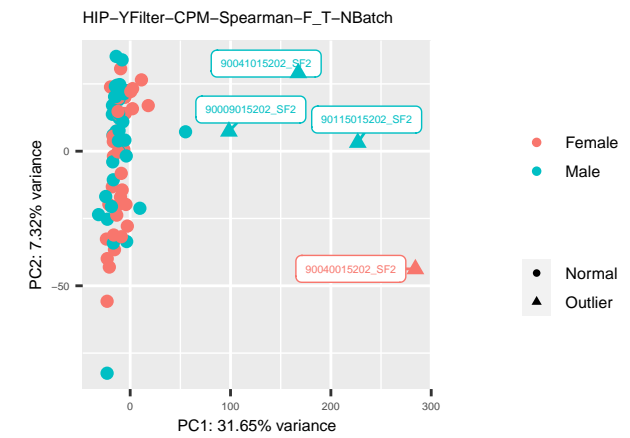 HIP−YFilter−CPM−Spearman−F_T−NBatch
90041015202_SF2
90009015202_SF2
90115015202_SF2
90040015202_SF2
0
−50
PC2: 7.32% variance
0
100
200
300
PC1: 31.65% variance
Female
Male
Normal
Outlier